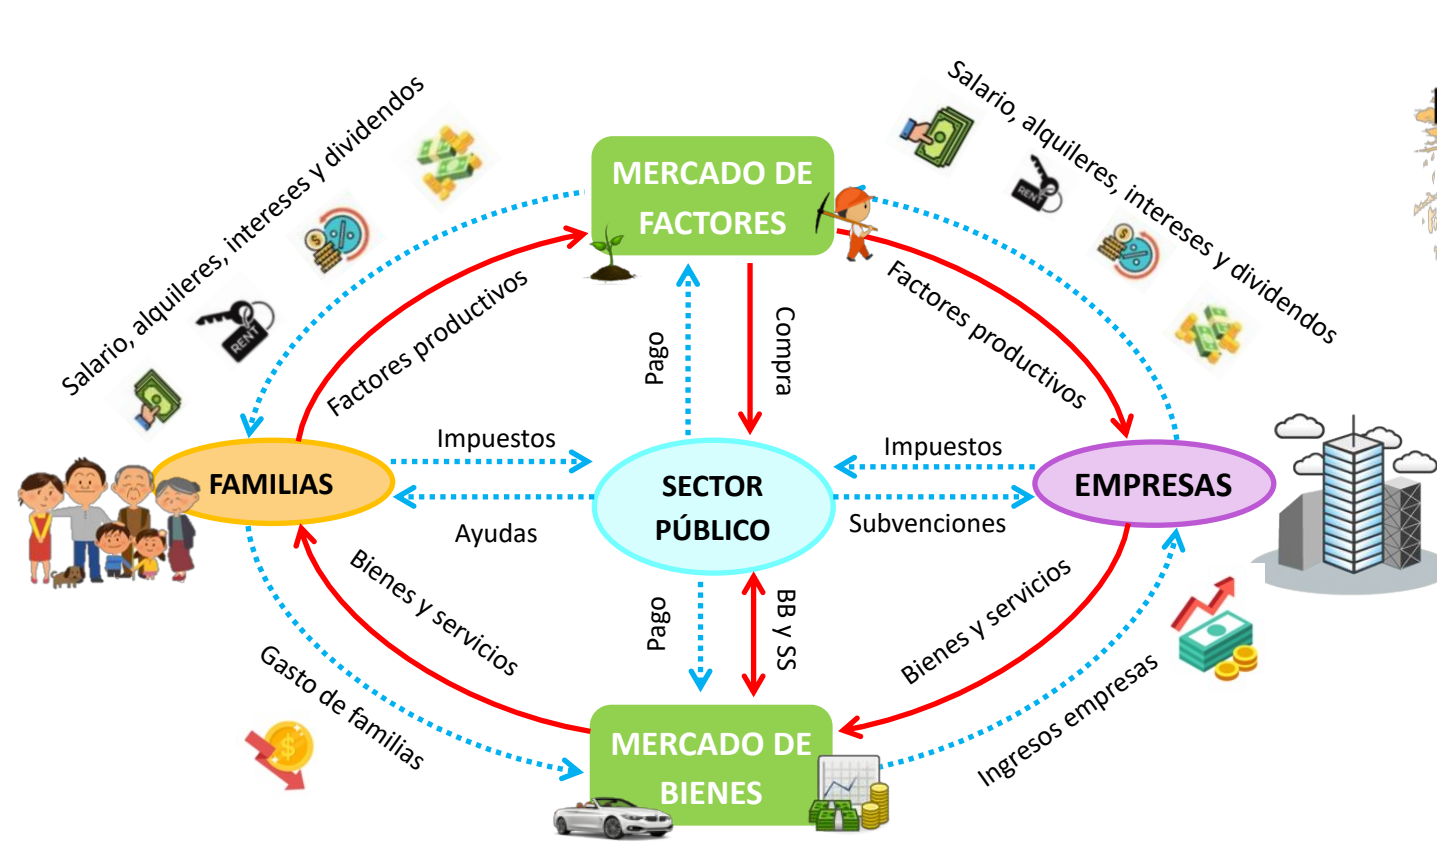 Salario, alquileres, intereses y dividendos
Salario, alquileres, intereses y dividendos
MERCADO DE
FACTORES
RENT
RENT
Factores productivos
Factores productivos
Pago
Compra
Impuestos
Impuestos
FAMILIAS
SECTOR
PÚBLICO
EMPRESAS
Ayudas
Subvenciones
Bienes y servicios
Pago
BB y SS
Bienes y servicios
Gasto de familias
Ingresos empresas
MERCADO DE
BIENES